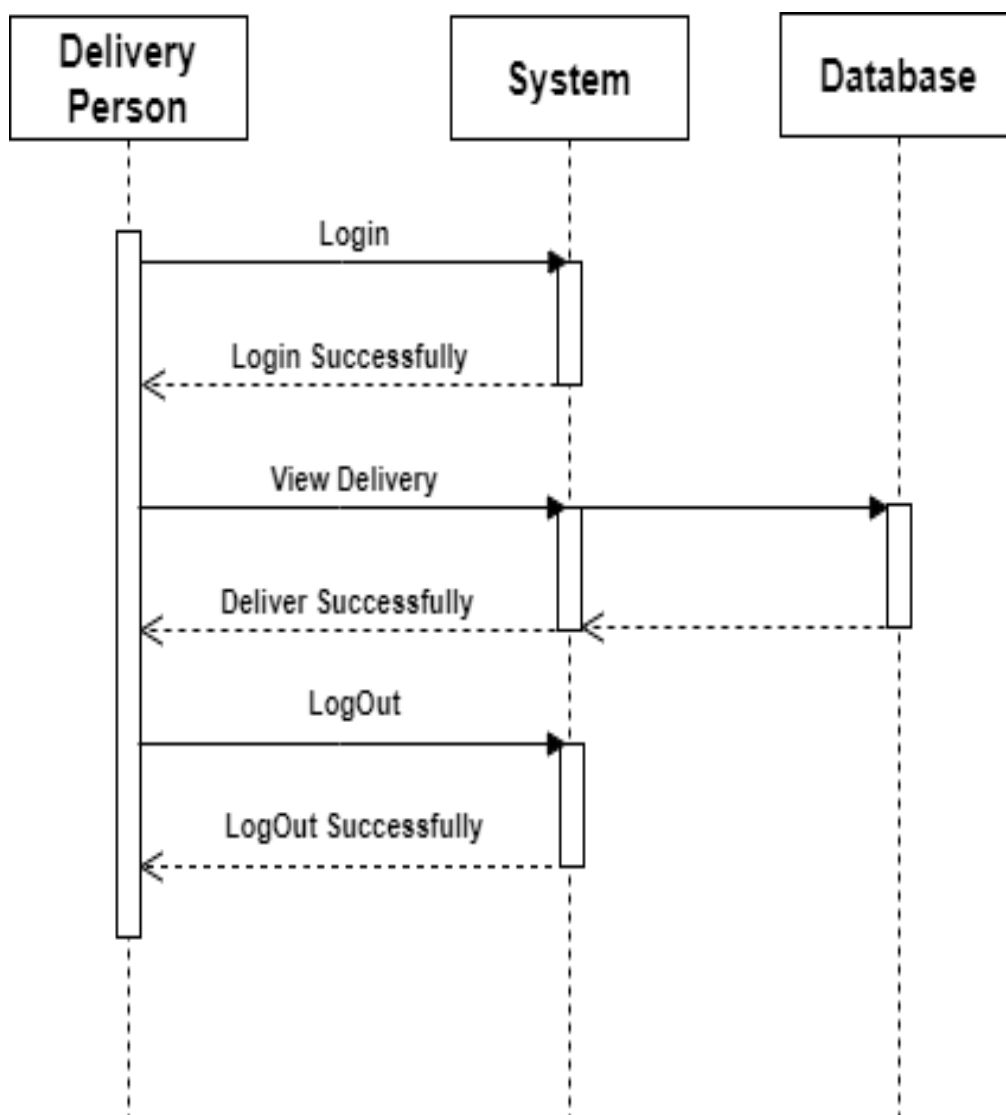 Delivery
Person
System
Database
Login
Login Successfully
View Delivery
Deliver Successfully
LogOut
LogOut Successfully